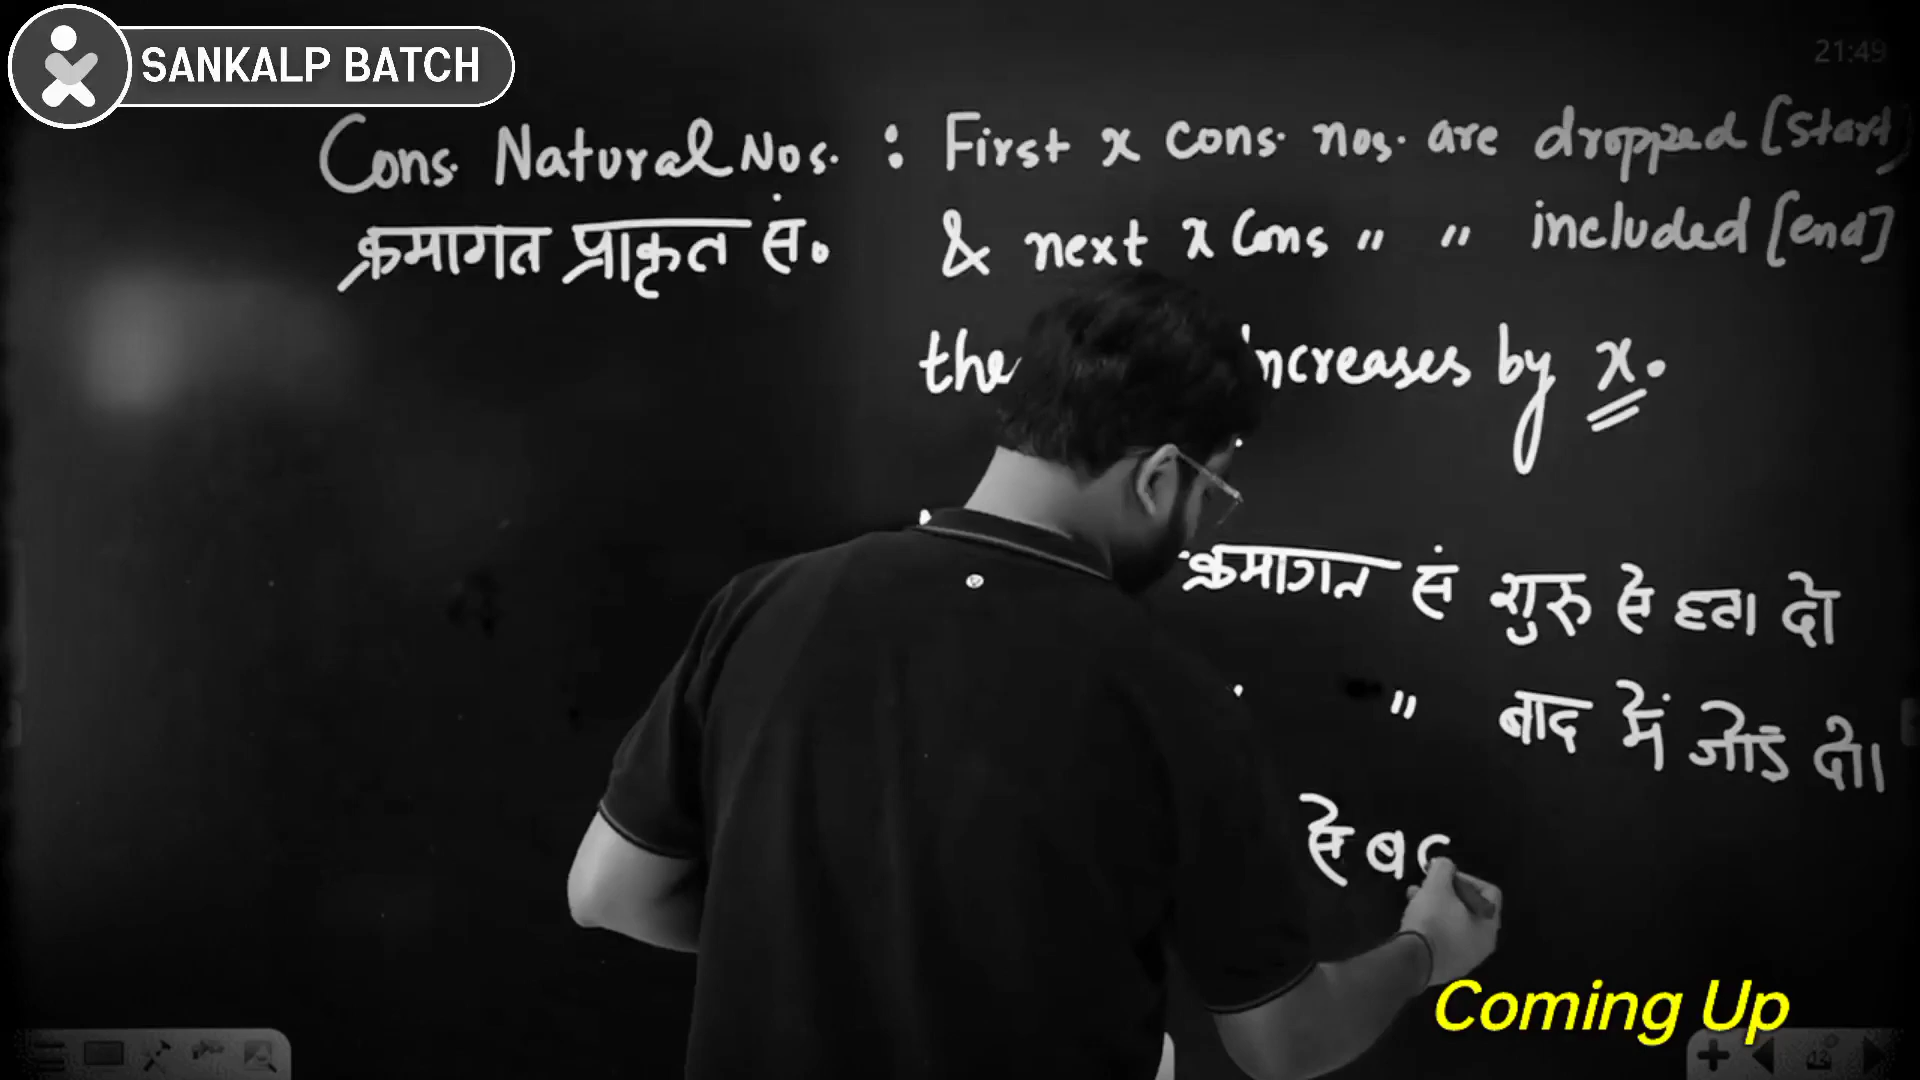 SANKALP BATCH
21:49
Cons. Natural Nos. : First x cons. nos. are dropped [start]
क्रमागत प्राकृत सं. & next x Cons " " included [end]
the increases by x.
क्रमागत सं शुरू से हटा दो
" बाद में जोड़ दो।
से
Coming Up
12